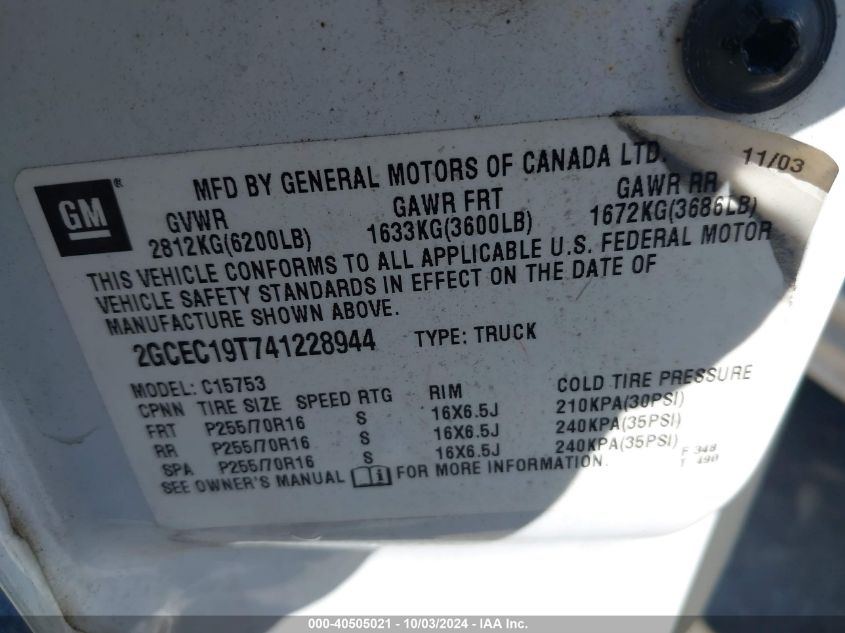 MFD BY GENERAL MOTORS OF CANADA LTD. 11/03
GM ®
GVWR GAWR FRT GAWR RR
2812KG(6200LB) 1633KG(3600LB) 1672KG(3686LB)
THIS VEHICLE CONFORMS TO ALL APPLICABLE U.S. FEDERAL MOTOR
VEHICLE SAFETY STANDARDS IN EFFECT ON THE DATE OF
MANUFACTURE SHOWN ABOVE.
2GCEC19T741228944 TYPE: TRUCK
MODEL: C15753
CPNN TIRE SIZE SPEED RTG RIM COLD TIRE PRESSURE
FRT P255/70R16 S 16X6.5J 210KPA(30PSI)
RR P255/70R16 S 16X6.5J 240KPA(35PSI)
SPA P255/70R16 S 16X6.5J 240KPA(35PSI)
SEE OWNER'S MANUAL i FOR MORE INFORMATION.
F 348
T 490
000-40505021 - 10/03/2024 - IAA Inc.